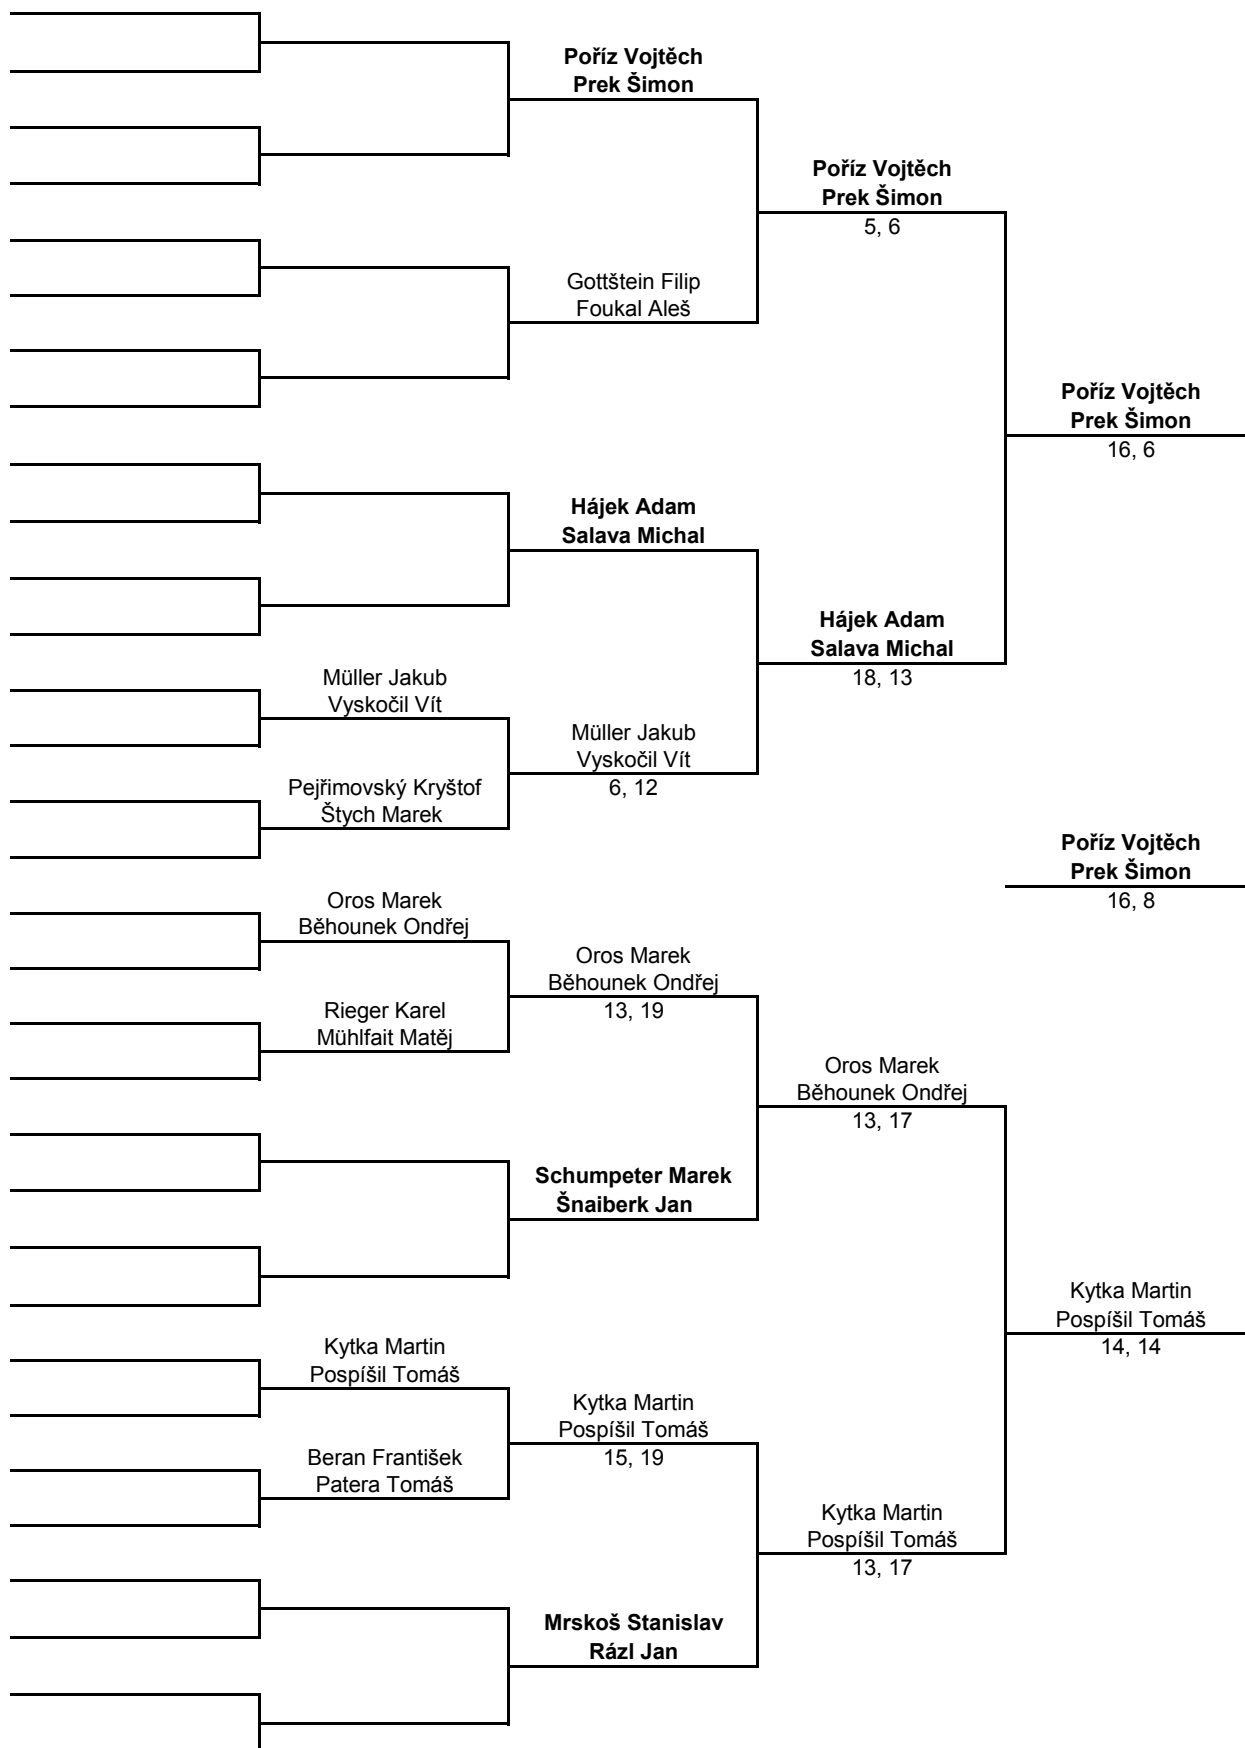 Poříz Vojtěch
Prek Šimon
Poříz Vojtěch
Prek Šimon
5, 6
Gottštein Filip
Foukal Aleš
Poříz Vojtěch
Prek Šimon
16, 6
Hájek Adam
Salava Michal
Hájek Adam
Salava Michal
18, 13
Müller Jakub
Vyskočil Vít
Müller Jakub
Vyskočil Vít
6, 12
Pejřimovský Kryštof
Štych Marek
Poříz Vojtěch
Prek Šimon
16, 8
Oros Marek
Běhounek Ondřej
Oros Marek
Běhounek Ondřej
13, 19
Rieger Karel
Mühlfait Matěj
Oros Marek
Běhounek Ondřej
13, 17
Schumpeter Marek
Šnaiberk Jan
Kytka Martin
Pospíšil Tomáš
14, 14
Kytka Martin
Pospíšil Tomáš
Kytka Martin
Pospíšil Tomáš
15, 19
Beran František
Patera Tomáš
Kytka Martin
Pospíšil Tomáš
13, 17
Mrskoš Stanislav
Rázl Jan